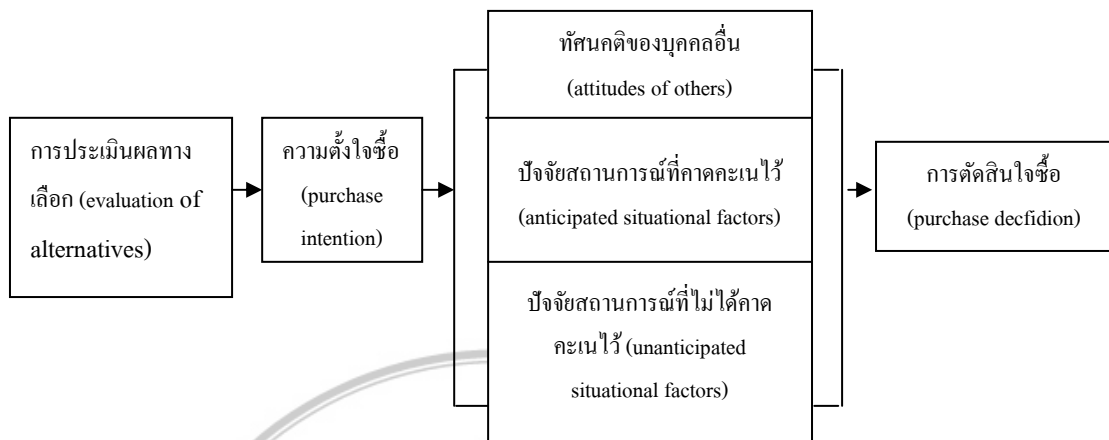 การประเมินผลทาง
เลือก (evaluation of
alternatives)
ความตั้งใจซื้อ
(purchase
intention)
ทัศนคติของบุคคลอื่น
(attitudes of others)
ปัจจัยสถานการณ์ที่คาดคะเนไว้
(anticipated situational factors)
ปัจจัยสถานการณ์ที่ไม่ได้คาด
คะเนไว้ (unanticipated
situational factors)
การตัดสินใจซื้อ
(purchase decfidion)